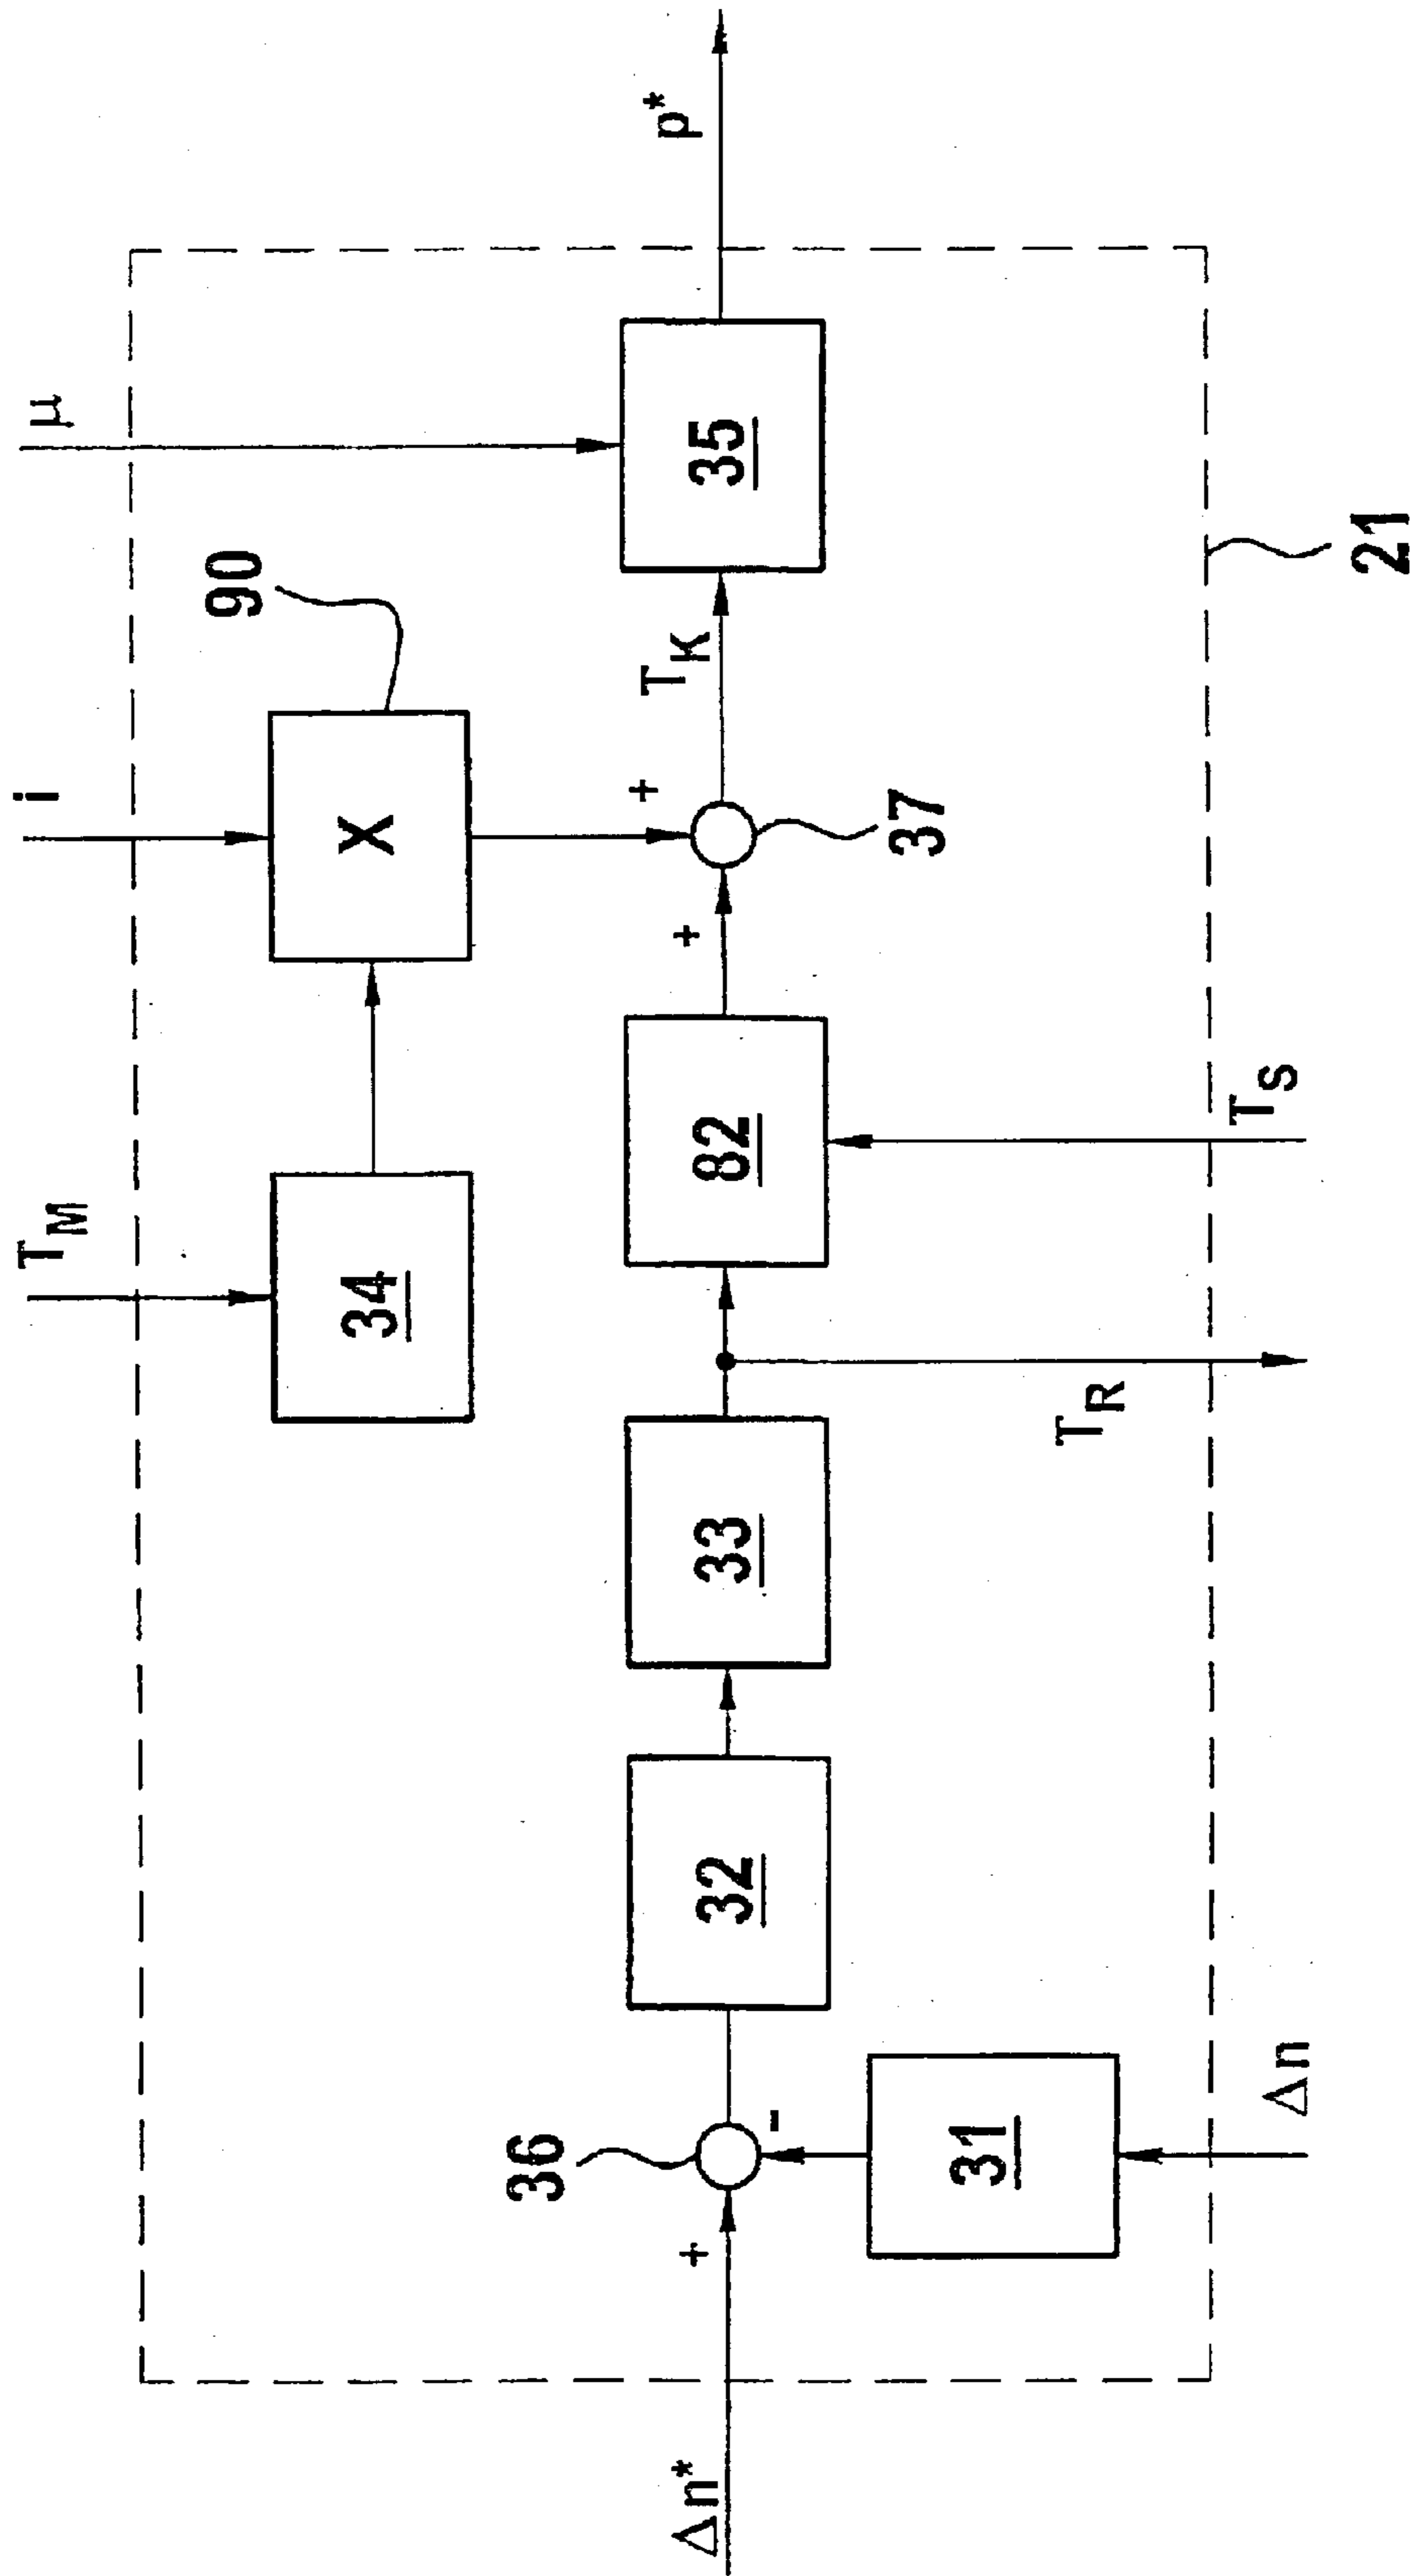 Δn*
+
36
-
31
Δn
32
33
T_R
T_M
34
82
T_S
+
i
X
90
+
37
T_K
μ
35
p*
21